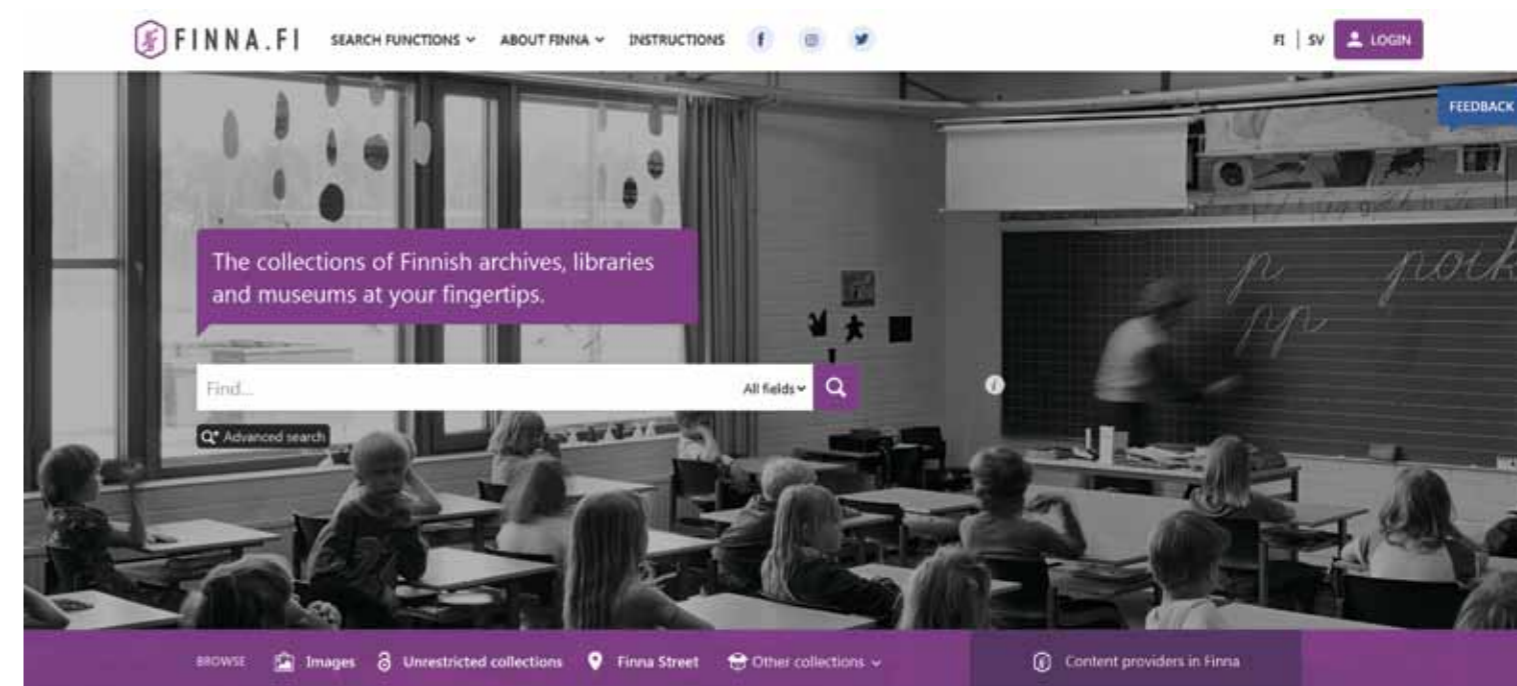 FINNA.FI
SEARCH FUNCTIONS
ABOUT FINNA
INSTRUCTIONS
FI | SV
LOGIN
FEEDBACK
The collections of Finnish archives, libraries
and museums at your fingertips.
p
pp
Find...
All fields
Advanced search
BROWSE
Images
Unrestricted collections
Finna Street
Other collections
Content providers in Finna